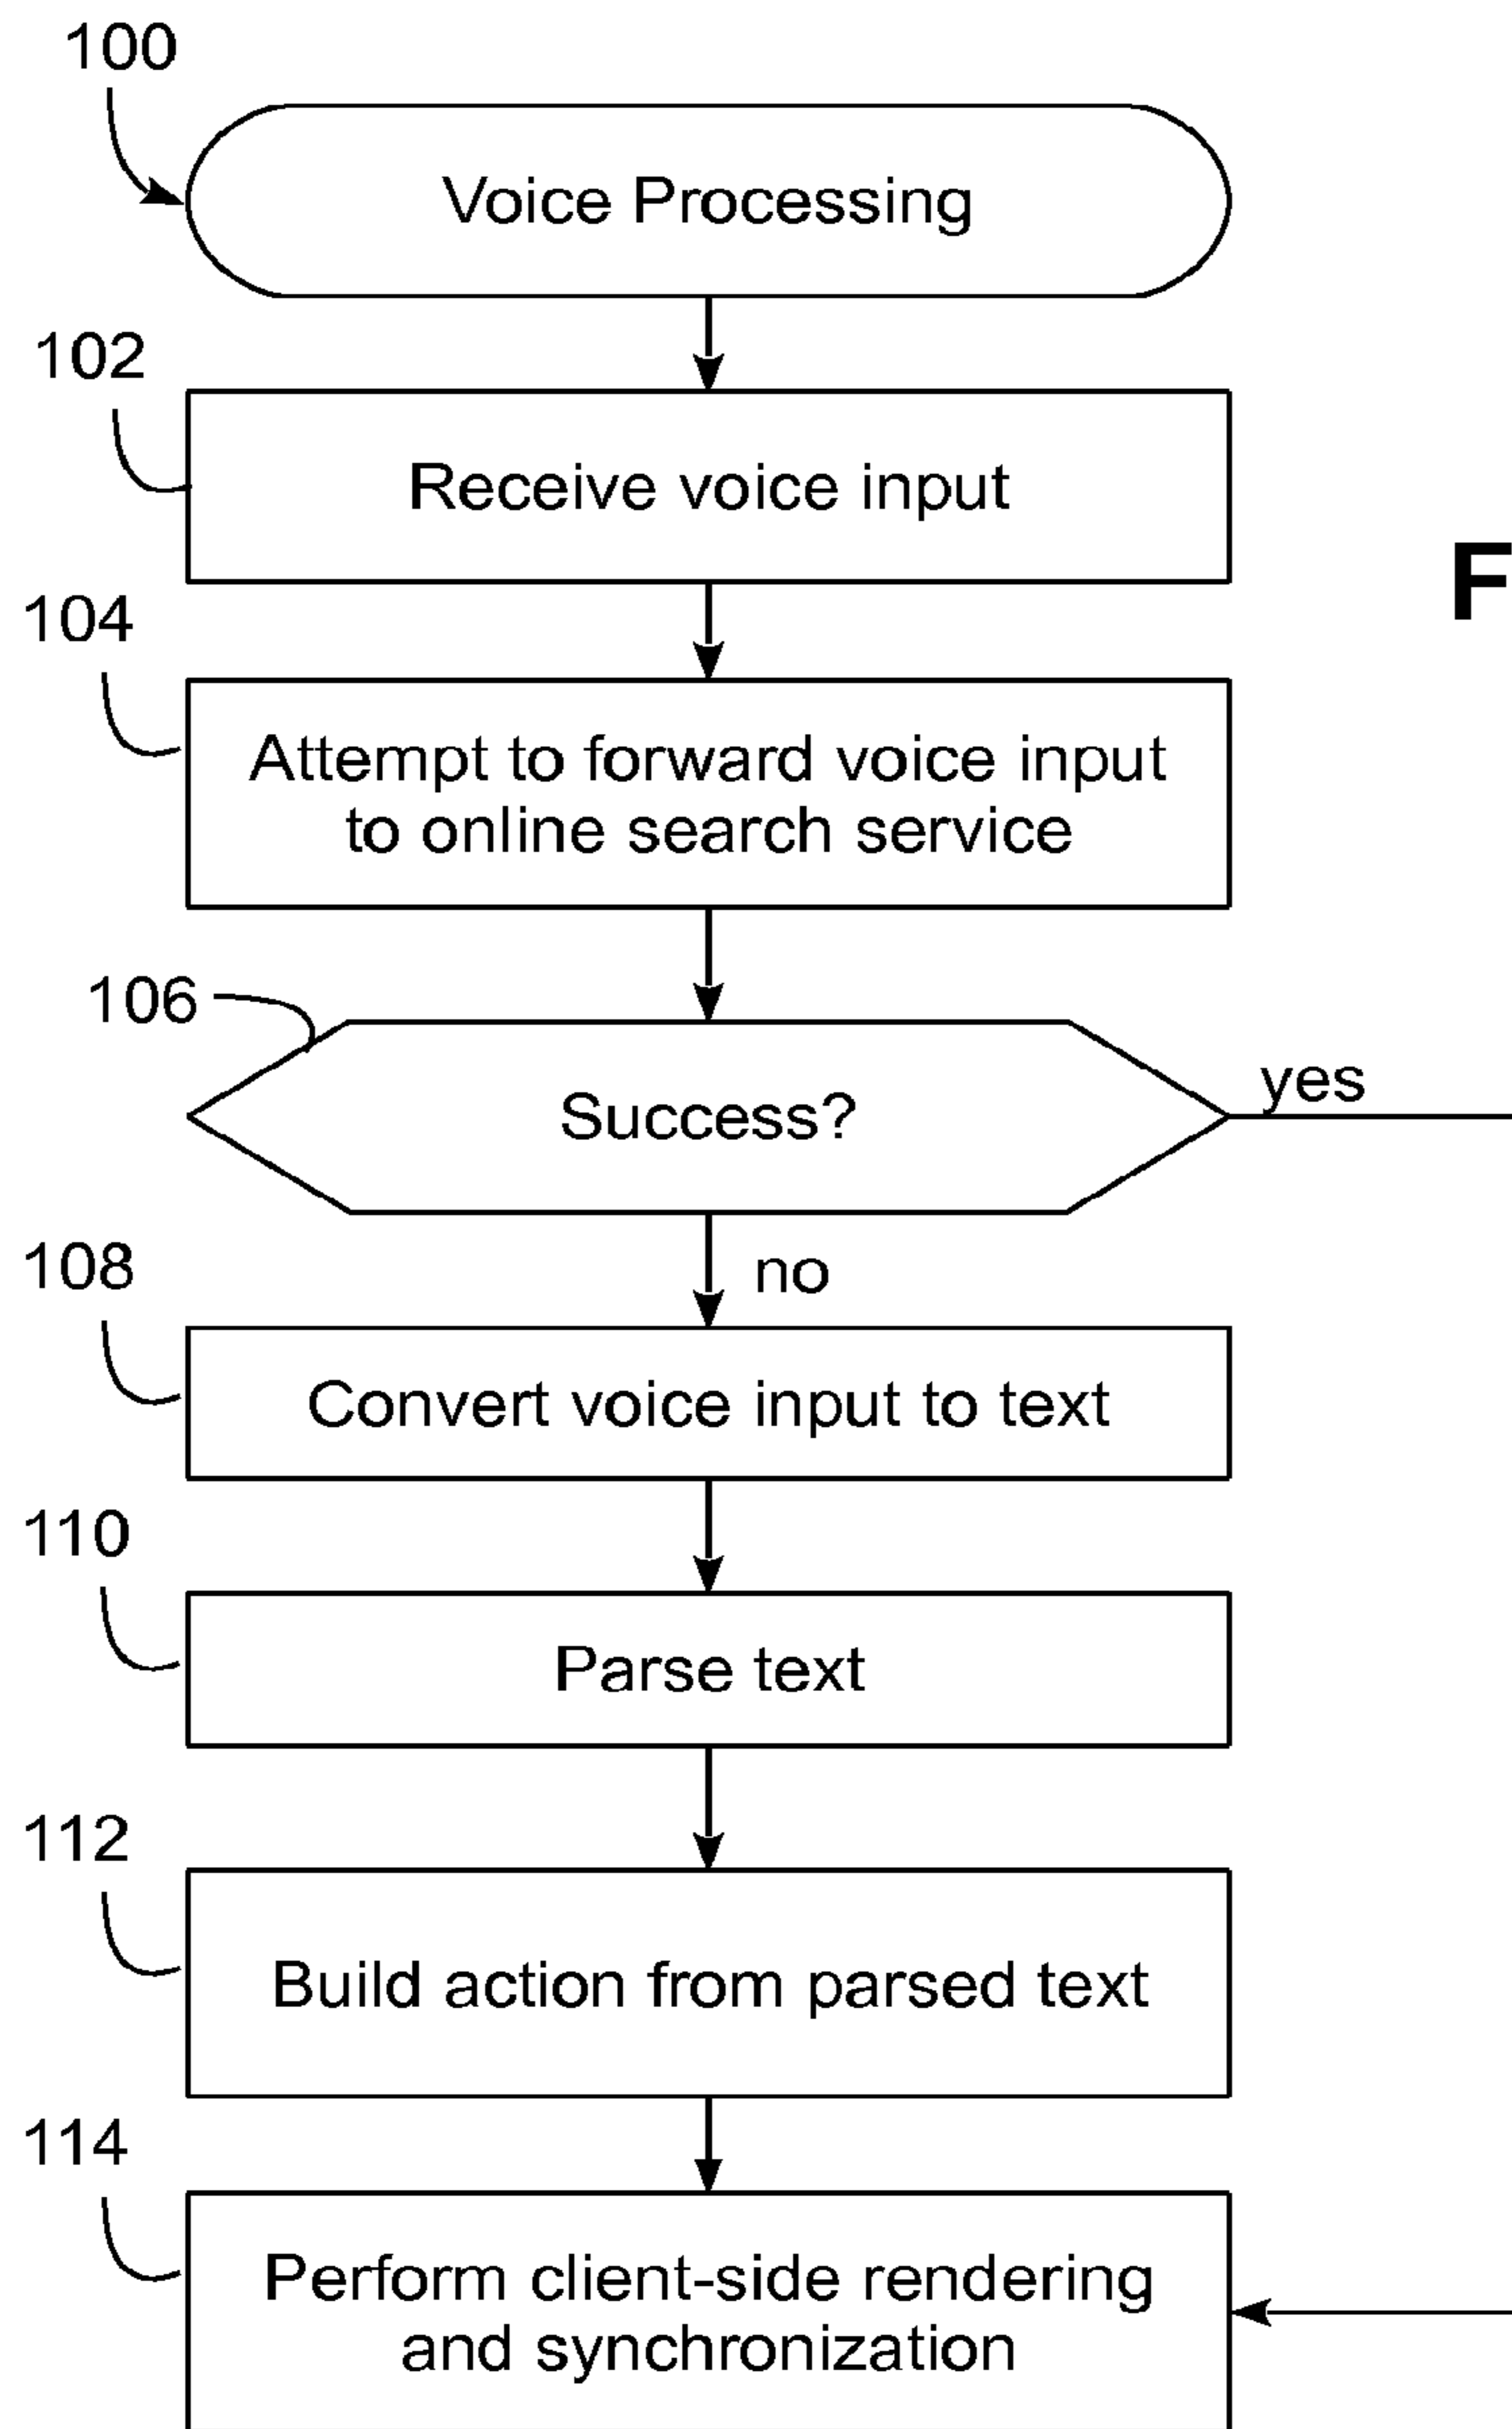 100
Voice Processing
102
Receive voice input
F
104
Attempt to forward voice input
to online search service
106
Success?
yes
no
108
Convert voice input to text
110
Parse text
112
Build action from parsed text
114
Perform client-side rendering
and synchronization